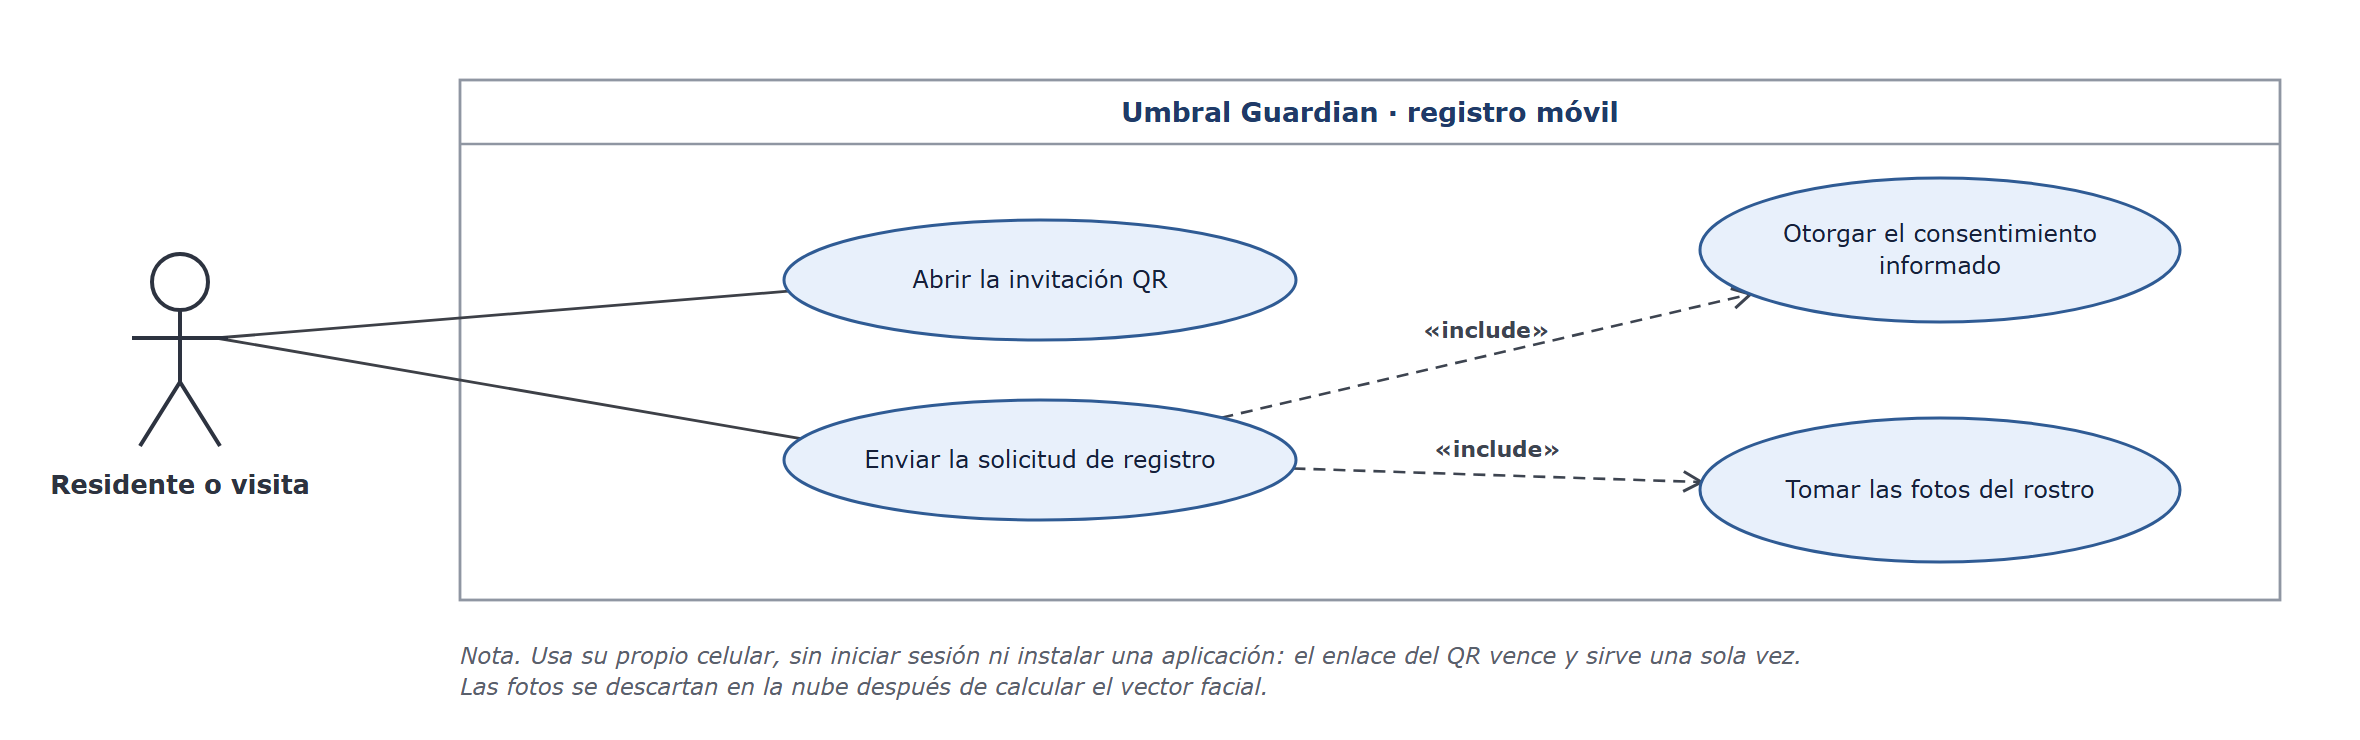 Umbral Guardian · registro móvil
Abrir la invitación QR
Otorgar el consentimiento
informado
«include»
Enviar la solicitud de registro
«include»
Tomar las fotos del rostro
Residente o visita
Nota. Usa su propio celular, sin iniciar sesión ni instalar una aplicación: el enlace del QR vence y sirve una sola vez.
Las fotos se descartan en la nube después de calcular el vector facial.